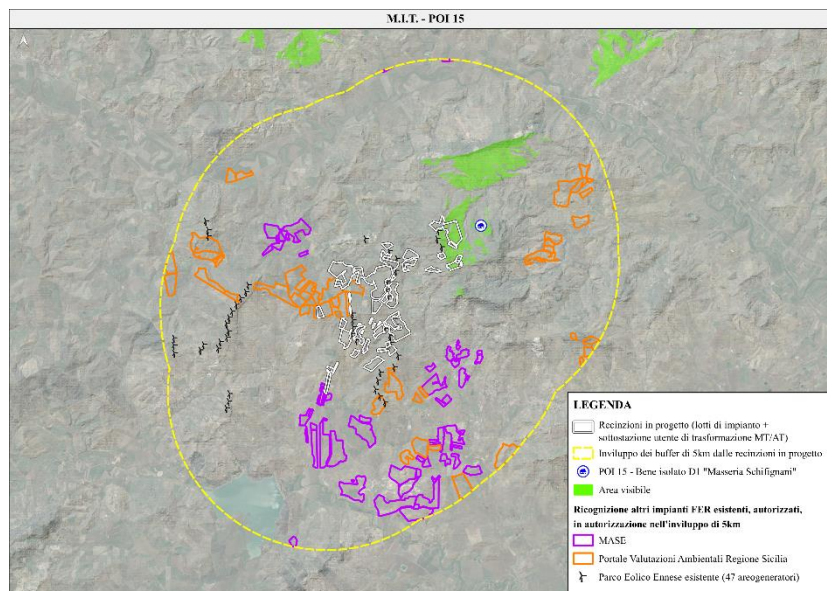 M.I.T. - POI 15
LEGENDA
Recinzioni in progetto (lotti di impianto +
sottostazione utente di trasformazione MT/AT)
Inviluppo dei buffer di 5km dalle recinzioni in progetto
POI 15 - Bene isolato D1 "Masseria Schifignani"
Area visibile
Ricognizione altri impianti FER esistenti, autorizzati,
in autorizzazione nell'inviluppo di 5km
MASE
Portale Valutazioni Ambientali Regione Sicilia
Parco Eolico Ennese esistente (47 areogeneratori)